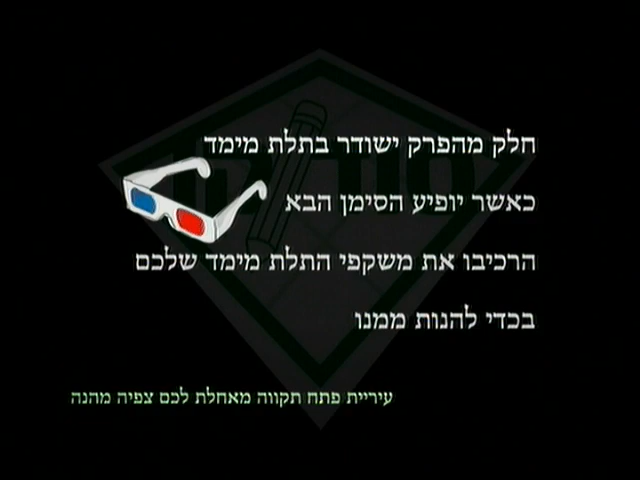 חלק מהפרק ישודר בתלת מימד
כאשר יופיע הסימן הבא
הרכיבו את משקפי התלת מימד שלכם
בכדי להנות ממנו
עיריית פתח תקווה מאחלת לכם צפיה מהנה